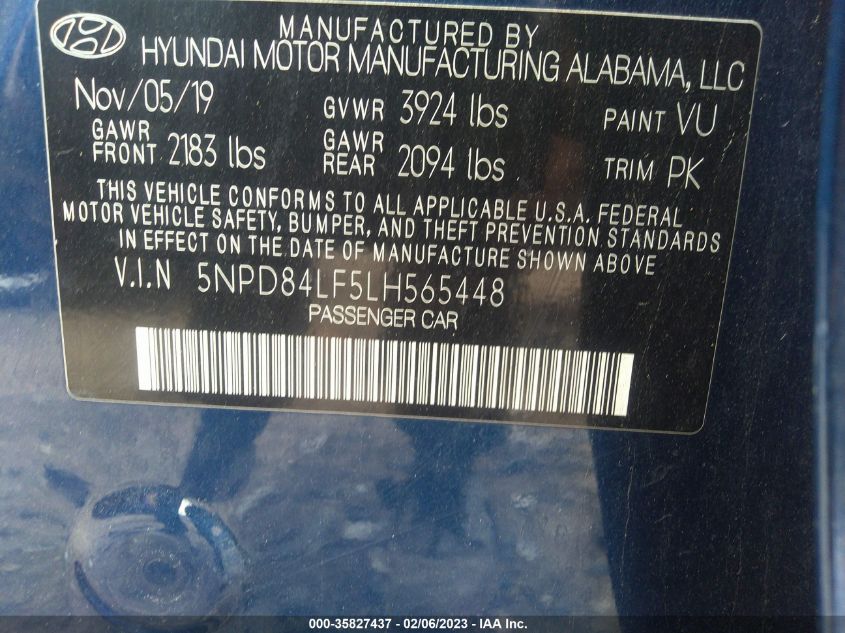 MANUFACTURED BY
HYUNDAI MOTOR MANUFACTURING ALABAMA, LLC
Nov/05/19 GVWR 3924 lbs PAINT VU
GAWR FRONT 2183 lbs GAWR REAR 2094 lbs TRIM PK
THIS VEHICLE CONFORMS TO ALL APPLICABLE U.S.A. FEDERAL
MOTOR VEHICLE SAFETY, BUMPER, AND THEFT PREVENTION STANDARDS
IN EFFECT ON THE DATE OF MANUFACTURE SHOWN ABOVE
V.I.N 5NPD84LF5LH565448
PASSENGER CAR
000-35827437 - 02/06/2023 - IAA Inc.